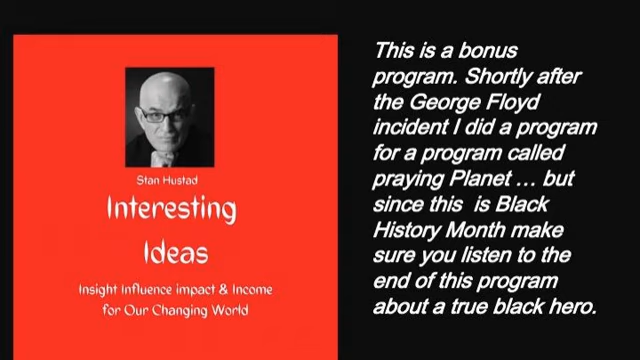 Stan Hustad
Interesting
Ideas
Insight Influence impact & Income
for Our Changing World
This is a bonus
program. Shortly after
the George Floyd
incident I did a program
for a program called
praying Planet ... but
since this is Black
History Month make
sure you listen to the
end of this program
about a true black hero.